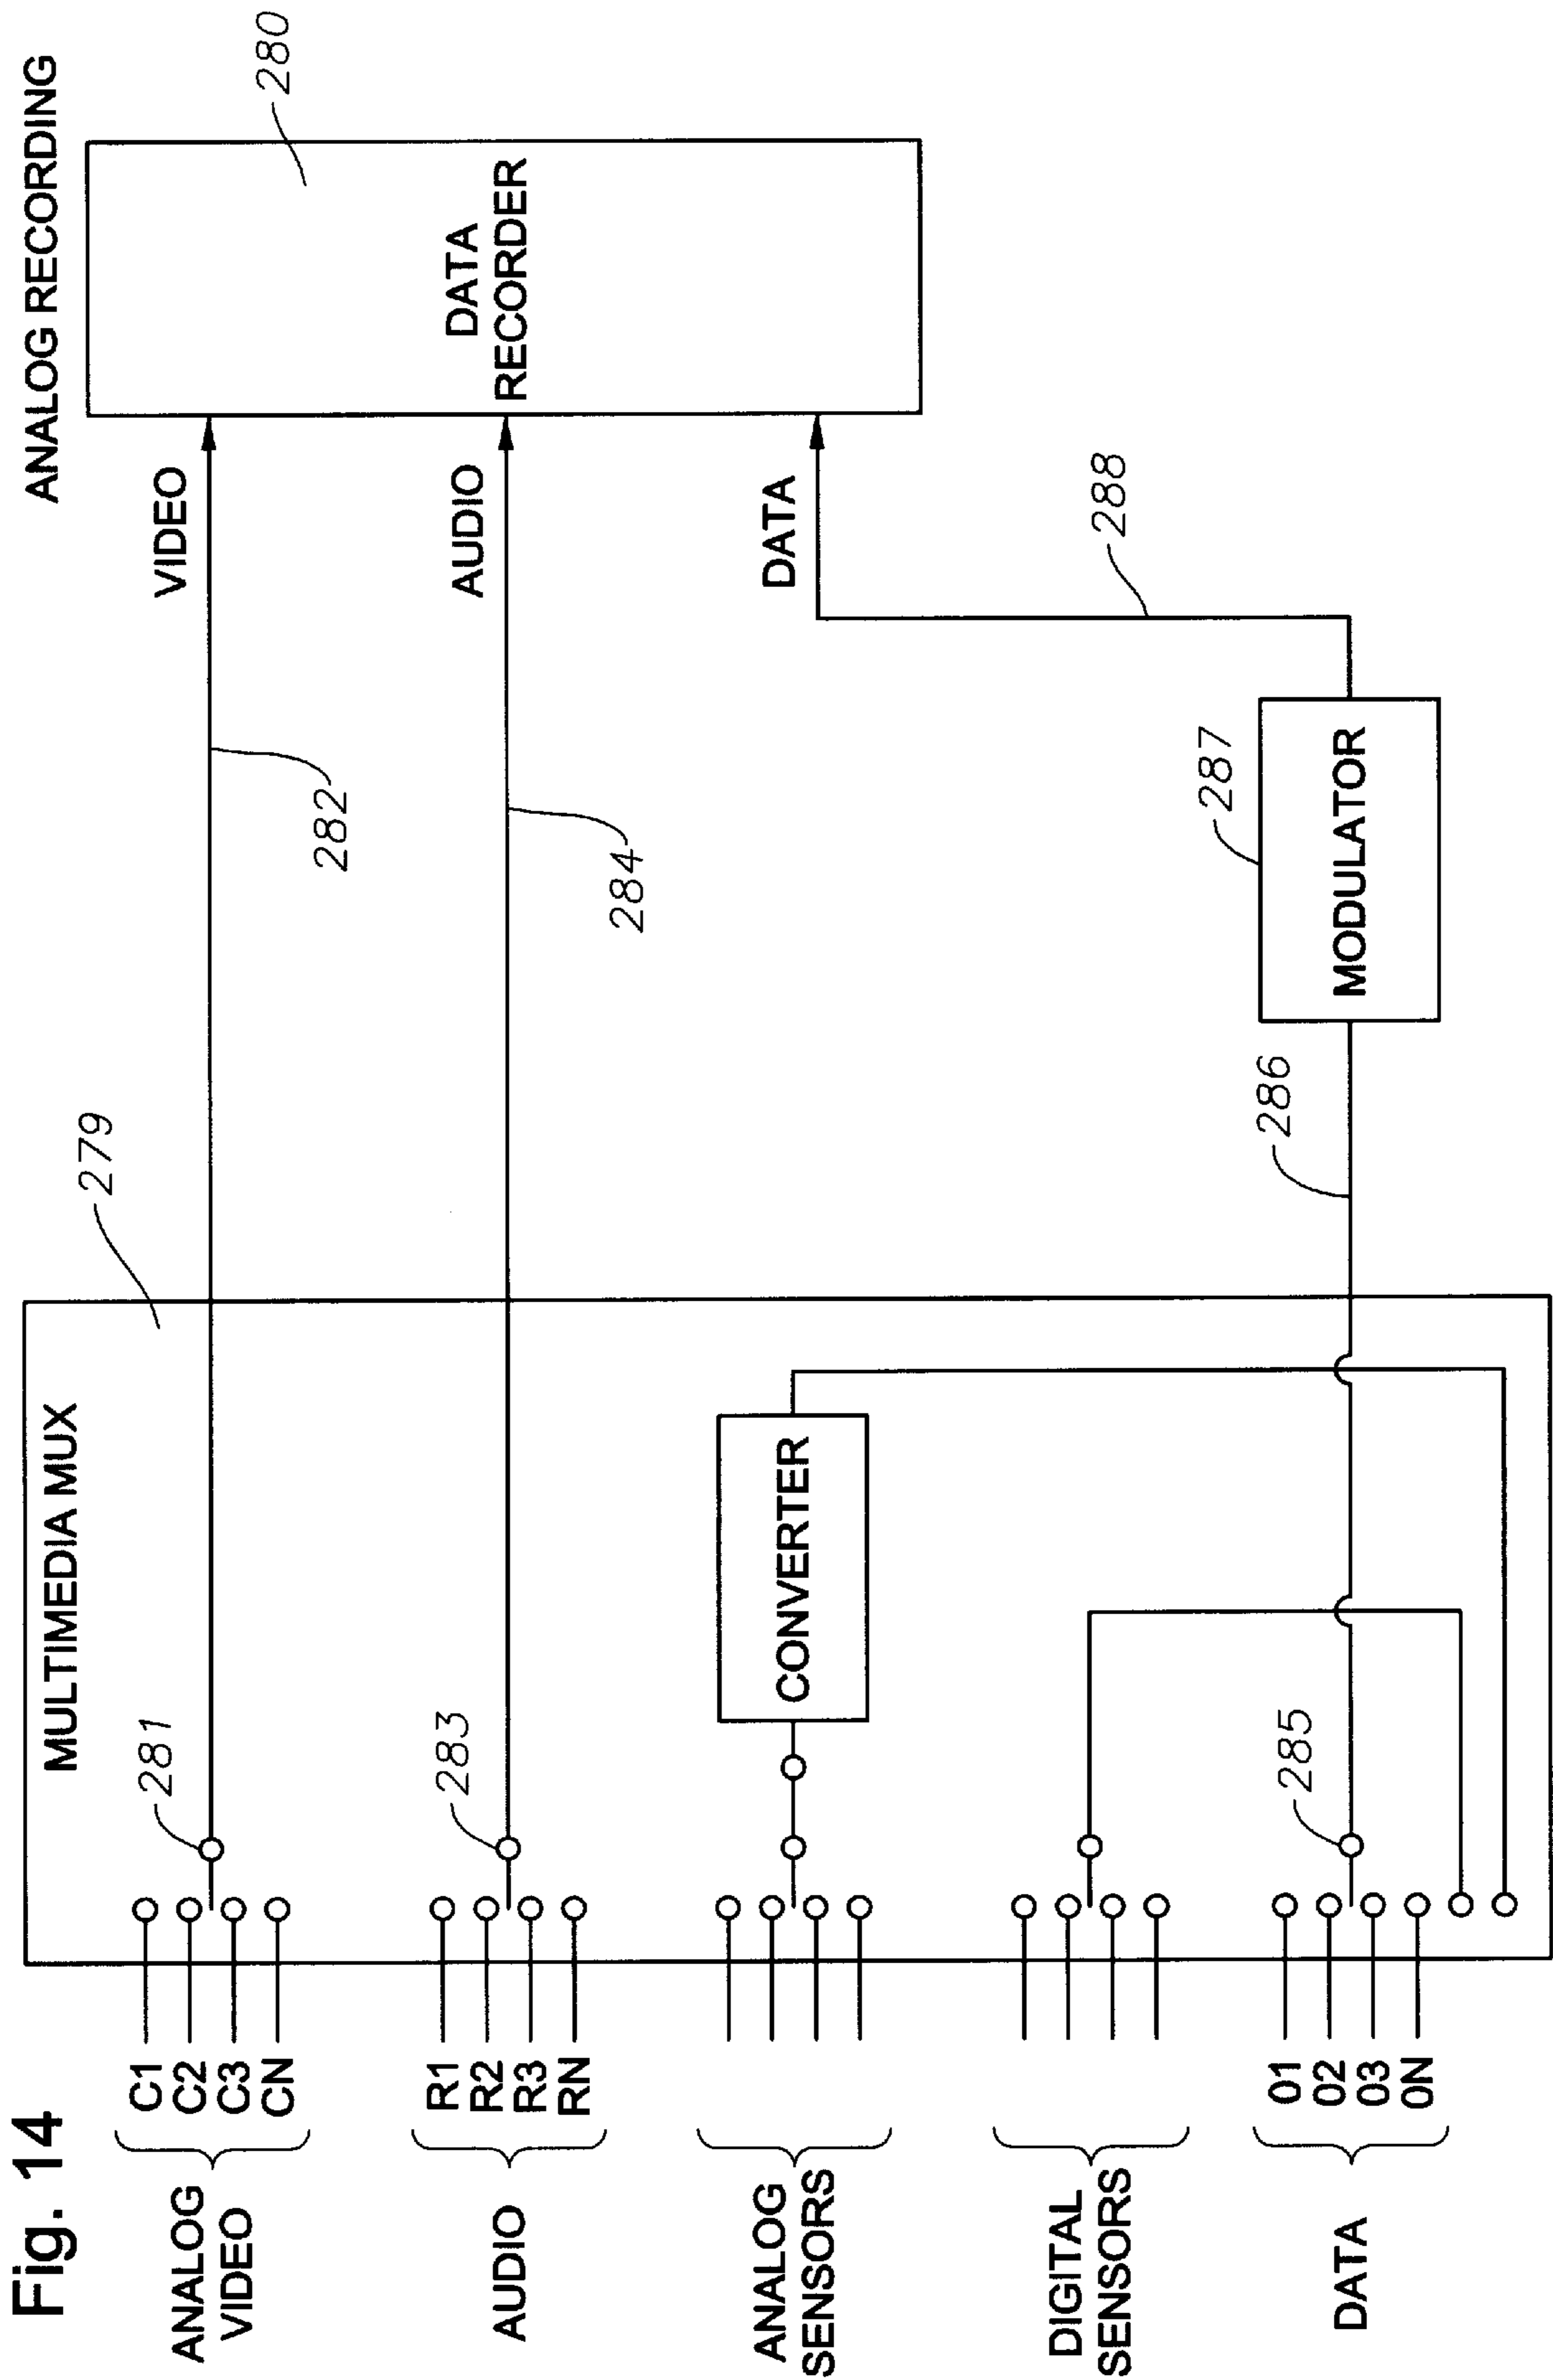 Fig. 14
ANALOG RECORDING
MULTIMEDIA MUX
279
280
ANALOG
VIDEO
C1
C2
C3
CN
281
282
VIDEO
AUDIO
R1
R2
R3
RN
283
284
AUDIO
DATA
RECORDER
ANALOG
SENSORS
CONVERTER
DATA
DIGITAL
SENSORS
288
DATA
01
02
03
0N
285
286
287
MODULATOR